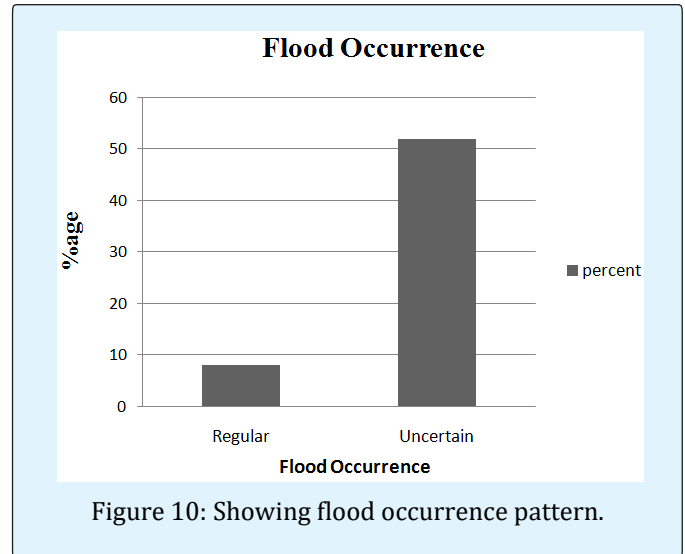 Flood Occurrence
%age
60
50
40
30
20
10
0
Regular Uncertain
Flood Occurrence
percent
Figure 10: Showing flood occurrence pattern.